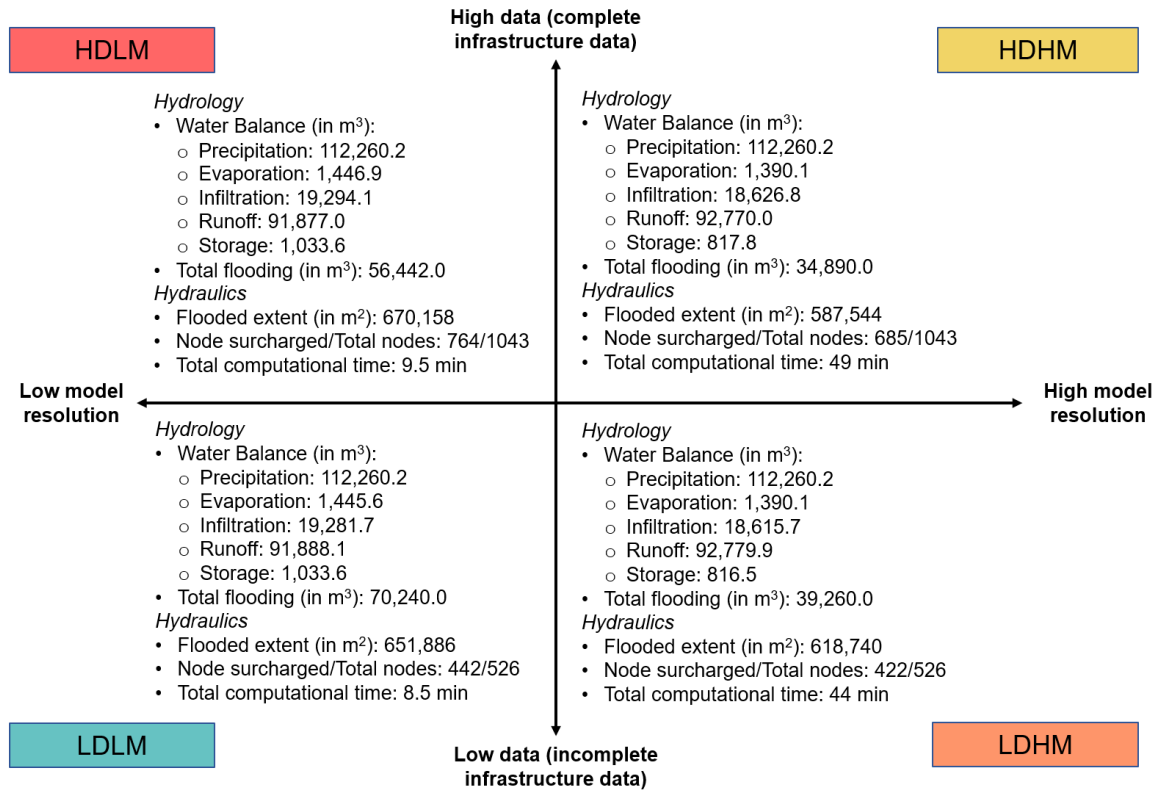 High data (complete
infrastructure data)
HDLM
HDHM
Hydrology
• Water Balance (in m³):
o Precipitation: 112,260.2
o Evaporation: 1,446.9
o Infiltration: 19,294.1
o Runoff: 91,877.0
o Storage: 1,033.6
• Total flooding (in m³): 56,442.0
Hydraulics
• Flooded extent (in m²): 670,158
• Node surcharged/Total nodes: 764/1043
• Total computational time: 9.5 min
Hydrology
• Water Balance (in m³):
o Precipitation: 112,260.2
o Evaporation: 1,390.1
o Infiltration: 18,626.8
o Runoff: 92,770.0
o Storage: 817.8
• Total flooding (in m³): 34,890.0
Hydraulics
• Flooded extent (in m²): 587,544
• Node surcharged/Total nodes: 685/1043
• Total computational time: 49 min
Low model
resolution
High model
resolution
Hydrology
• Water Balance (in m³):
o Precipitation: 112,260.2
o Evaporation: 1,445.6
o Infiltration: 19,281.7
o Runoff: 91,888.1
o Storage: 1,033.6
• Total flooding (in m³): 70,240.0
Hydraulics
• Flooded extent (in m²): 651,886
• Node surcharged/Total nodes: 442/526
• Total computational time: 8.5 min
Hydrology
• Water Balance (in m³):
o Precipitation: 112,260.2
o Evaporation: 1,390.1
o Infiltration: 18,615.7
o Runoff: 92,779.9
o Storage: 816.5
• Total flooding (in m³): 39,260.0
Hydraulics
• Flooded extent (in m²): 618,740
• Node surcharged/Total nodes: 422/526
• Total computational time: 44 min
LDLM
LDHM
Low data (incomplete
infrastructure data)